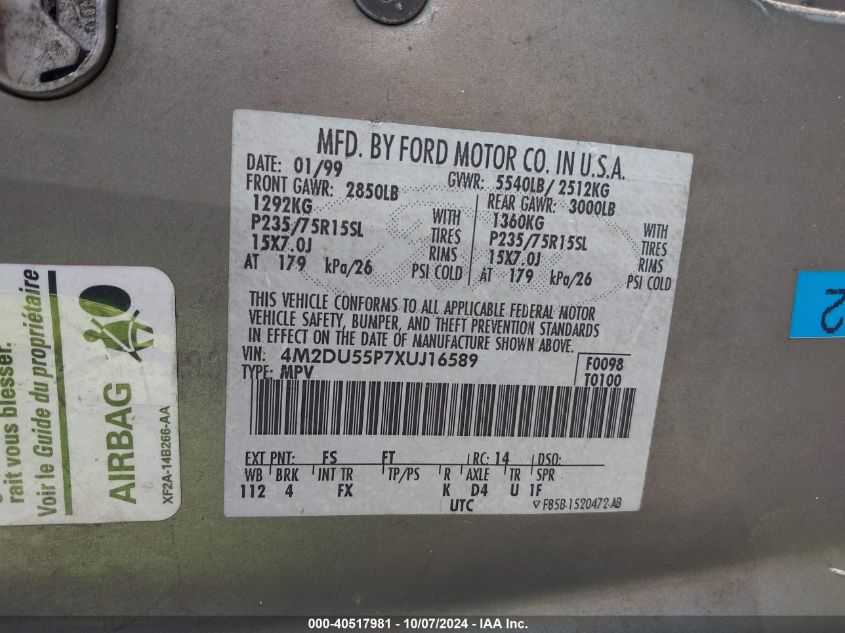 MFD. BY FORD MOTOR CO. IN U.S.A.
DATE: 01/99 GVWR: 5540LB/ 2512KG
FRONT GAWR: 2850LB REAR GAWR: 3000LB
1292KG WITH 1360KG WITH
P235/75R15SL TIRES P235/75R15SL TIRES
15X7.0J RIMS 15X7.0J RIMS
AT 179 kPa/26 PSI COLD AT 179 kPa/26 PSI COLD
THIS VEHICLE CONFORMS TO ALL APPLICABLE FEDERAL MOTOR
VEHICLE SAFETY, BUMPER, AND THEFT PREVENTION STANDARDS
IN EFFECT ON THE DATE OF MANUFACTURE SHOWN ABOVE.
VIN: 4M2DU55P7XUJ16589 F0098
TYPE: MPV T0100
EXT PNT: FS FT RC: 14 DSO:
WB BRK INT TR TP/PS R AXLE TR SPR
112 4 FX K D4 U 1F
UTC F85B-1520472-AB
rait vous blesser.
Voir le Guide du propriétaire
AIRBAG
XF2A-14B266-AA
2
000-40517981 - 10/07/2024 - IAA Inc.